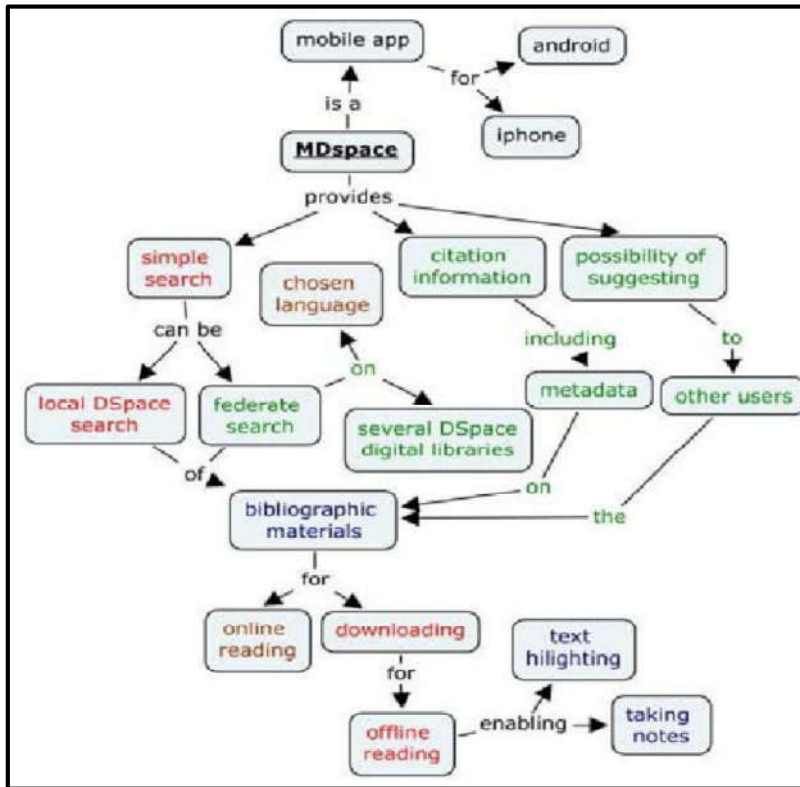 mobile app
android
for
is a
iphone
MDspace
provides
simple
search
citation
information
possibility of
suggesting
chosen
language
can be
including
to
on
local DSpace
search
federate
search
metadata
other users
several DSpace
digital libraries
of
on
bibliographic
materials
the
for
online
reading
downloading
text
hilighting
for
offline
reading
enabling
taking
notes